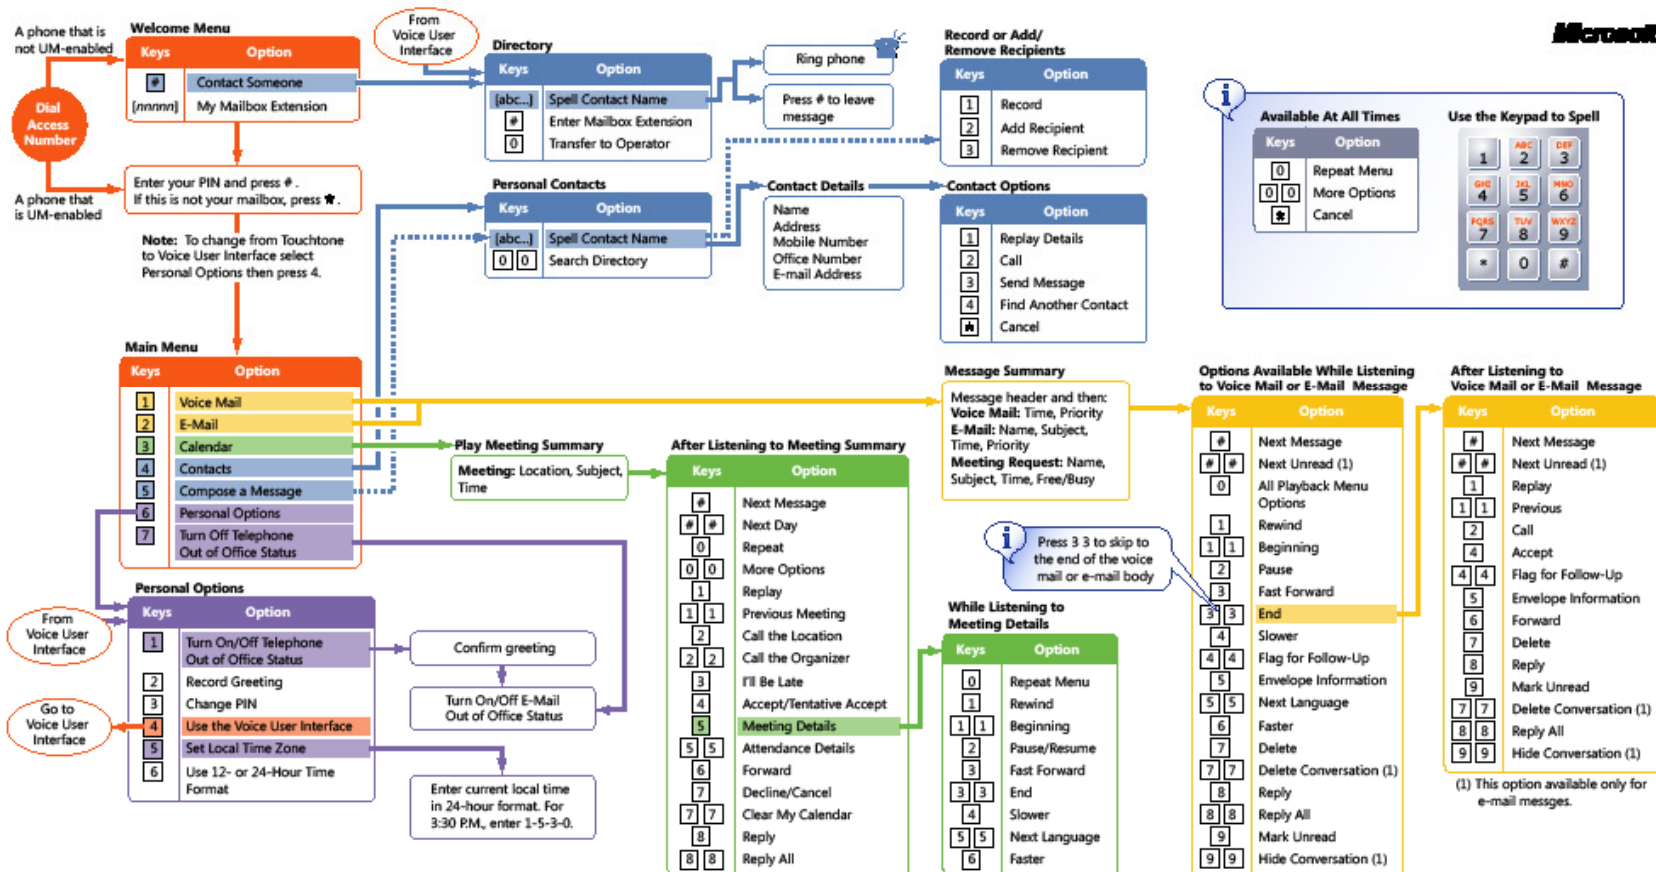 A phone that is
not UM-enabled
Dial
Access
Number
A phone that
is UM-enabled
Welcome Menu
Keys Option
# Contact Someone
[nnnnn] My Mailbox Extension
Enter your PIN and press #.
If this is not your mailbox, press *.
Note: To change from Touchtone
to Voice User Interface select
Personal Options then press 4.
From
Voice User
Interface
Directory
Keys Option
[abc...] Spell Contact Name
# Enter Mailbox Extension
0 Transfer to Operator
Ring phone
Press # to leave
message
Record or Add/
Remove Recipients
Keys Option
1 Record
2 Add Recipient
3 Remove Recipient
Microsoft
Personal Contacts
Keys Option
[abc...] Spell Contact Name
0 0 Search Directory
Contact Details
Name
Address
Mobile Number
Office Number
E-mail Address
Contact Options
Keys Option
1 Replay Details
2 Call
3 Send Message
4 Find Another Contact
* Cancel
i
Available At All Times
Keys Option
0 Repeat Menu
0 0 More Options
* Cancel
Use the Keypad to Spell
1 ABC 2 DEF 3
GHI 4 JKL 5 MNO 6
PQRS 7 TUV 8 WXYZ 9
* 0 #
Main Menu
Keys Option
1 Voice Mail
2 E-Mail
3 Calendar
4 Contacts
5 Compose a Message
6 Personal Options
7 Turn Off Telephone
Out of Office Status
Personal Options
Keys Option
1 Turn On/Off Telephone
Out of Office Status
2 Record Greeting
3 Change PIN
4 Use the Voice User Interface
5 Set Local Time Zone
6 Use 12- or 24-Hour Time
Format
From
Voice User
Interface
Go to
Voice User
Interface
Confirm greeting
Turn On/Off E-Mail
Out of Office Status
Enter current local time
in 24-hour format. For
3:30 P.M., enter 1-5-3-0.
Play Meeting Summary
Meeting: Location, Subject,
Time
After Listening to Meeting Summary
Keys Option
# Next Message
# # Next Day
0 Repeat
0 0 More Options
1 Replay
1 1 Previous Meeting
2 Call the Location
2 2 Call the Organizer
3 I'll Be Late
4 Accept/Tentative Accept
5 Meeting Details
5 5 Attendance Details
6 Forward
7 Decline/Cancel
7 7 Clear My Calendar
8 Reply
8 8 Reply All
Message Summary
Message header and then:
Voice Mail: Time, Priority
E-Mail: Name, Subject,
Time, Priority
Meeting Request: Name,
Subject, Time, Free/Busy
i
Press 3 3 to skip to
the end of the voice
mail or e-mail body
While Listening to
Meeting Details
Keys Option
0 Repeat Menu
1 Rewind
1 1 Beginning
2 Pause/Resume
3 Fast Forward
3 3 End
4 Slower
5 5 Next Language
6 Faster
Options Available While Listening
to Voice Mail or E-Mail Message
Keys Option
# Next Message
# # Next Unread (1)
0 All Playback Menu
Options
1 Rewind
1 1 Beginning
2 Pause
3 Fast Forward
3 3 End
4 Slower
4 4 Flag for Follow-Up
5 Envelope Information
5 5 Next Language
6 Faster
7 Delete
7 7 Delete Conversation (1)
8 Reply
8 8 Reply All
9 Mark Unread
9 9 Hide Conversation (1)
After Listening to
Voice Mail or E-Mail Message
Keys Option
# Next Message
# # Next Unread (1)
1 Replay
1 1 Previous
2 Call
4 Accept
4 4 Flag for Follow-Up
5 Envelope Information
6 Forward
7 Delete
8 Reply
9 Mark Unread
7 7 Delete Conversation (1)
8 8 Reply All
9 9 Hide Conversation (1)
(1) This option available only for
e-mail messges.